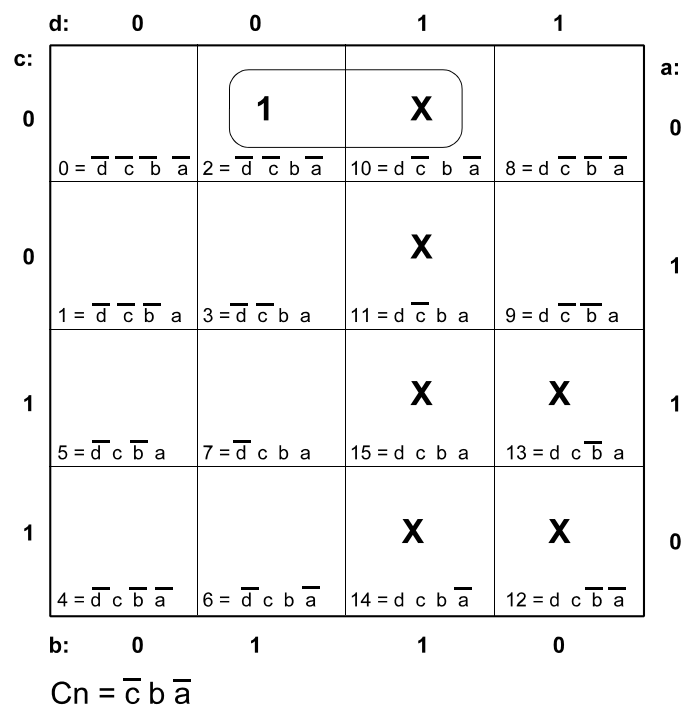 d: 0 0 1 1
c: a:
0 1 X 0
0 = d̅ c̅ b̅ a̅ 2 = d̅ c̅ b a̅ 10 = d c̅ b a̅ 8 = d c̅ b̅ a̅
0 X 1
1 = d̅ c̅ b̅ a 3 = d̅ c̅ b a 11 = d c̅ b a 9 = d c̅ b̅ a
1 X X 1
5 = d̅ c b̅ a 7 = d̅ c b a 15 = d c b a 13 = d c b̅ a
1 X X 0
4 = d̅ c b̅ a̅ 6 = d̅ c b a̅ 14 = d c b a̅ 12 = d c b̅ a̅
b: 0 1 1 0
Cn = c̅ b a̅